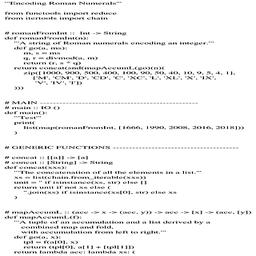 '''Encoding Roman Numerals'''
from functools import reduce
from itertools import chain
# romanFromInt ::  Int -> String
def romanFromInt(n):
'''A string of Roman numerals encoding an integer.'''
def go(a, ms):
m, s = ms
q, r = divmod(a, m)
return (r, s * q)
return concat(snd(mapAccumL(go)(n)(
zip([1000, 900, 500, 400, 100, 90, 50, 40, 10, 9, 5, 4, 1],
['M', 'CM', 'D', 'CD', 'C', 'XC', 'L', 'XL', 'X', 'IX',
'V', 'IV', 'I'])
)))
# MAIN -------------------------------------------------
# main :: IO ()
def main():
'''Test'''
print(
list(map(romanFromInt, [1666, 1990, 2008, 2016, 2018]))
)
# GENERIC FUNCTIONS -------------------------------
# concat :: [[a]] -> [a]
# concat :: [String] -> String
def concat(xxs):
'''The concatenation of all the elements in a list.'''
xs = list(chain.from_iterable(xxs))
unit = '' if isinstance(xs, str) else []
return unit if not xs else (
''.join(xs) if isinstance(xs[0], str) else xs
)
# mapAccumL :: (acc -> x -> (acc, y)) -> acc -> [x] -> (acc, [y])
def mapAccumL(f):
'''A tuple of an accumulation and a list derived by a
combined map and fold,
with accumulation from left to right.'''
def go(a, x):
tpl = f(a[0], x)
return (tpl[0], a[1] + [tpl[1]])
return lambda acc: lambda xs: (